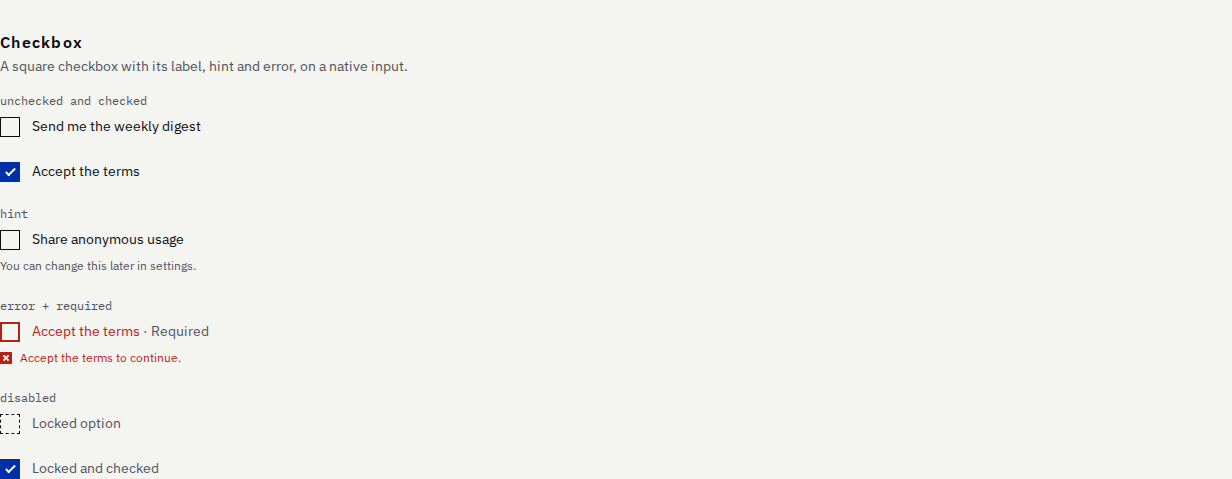 Checkbox
A square checkbox with its label, hint and error, on a native input.
unchecked and checked
Send me the weekly digest
Accept the terms
hint
Share anonymous usage
You can change this later in settings.
error + required
Accept the terms · Required
Accept the terms to continue.
disabled
Locked option
Locked and checked